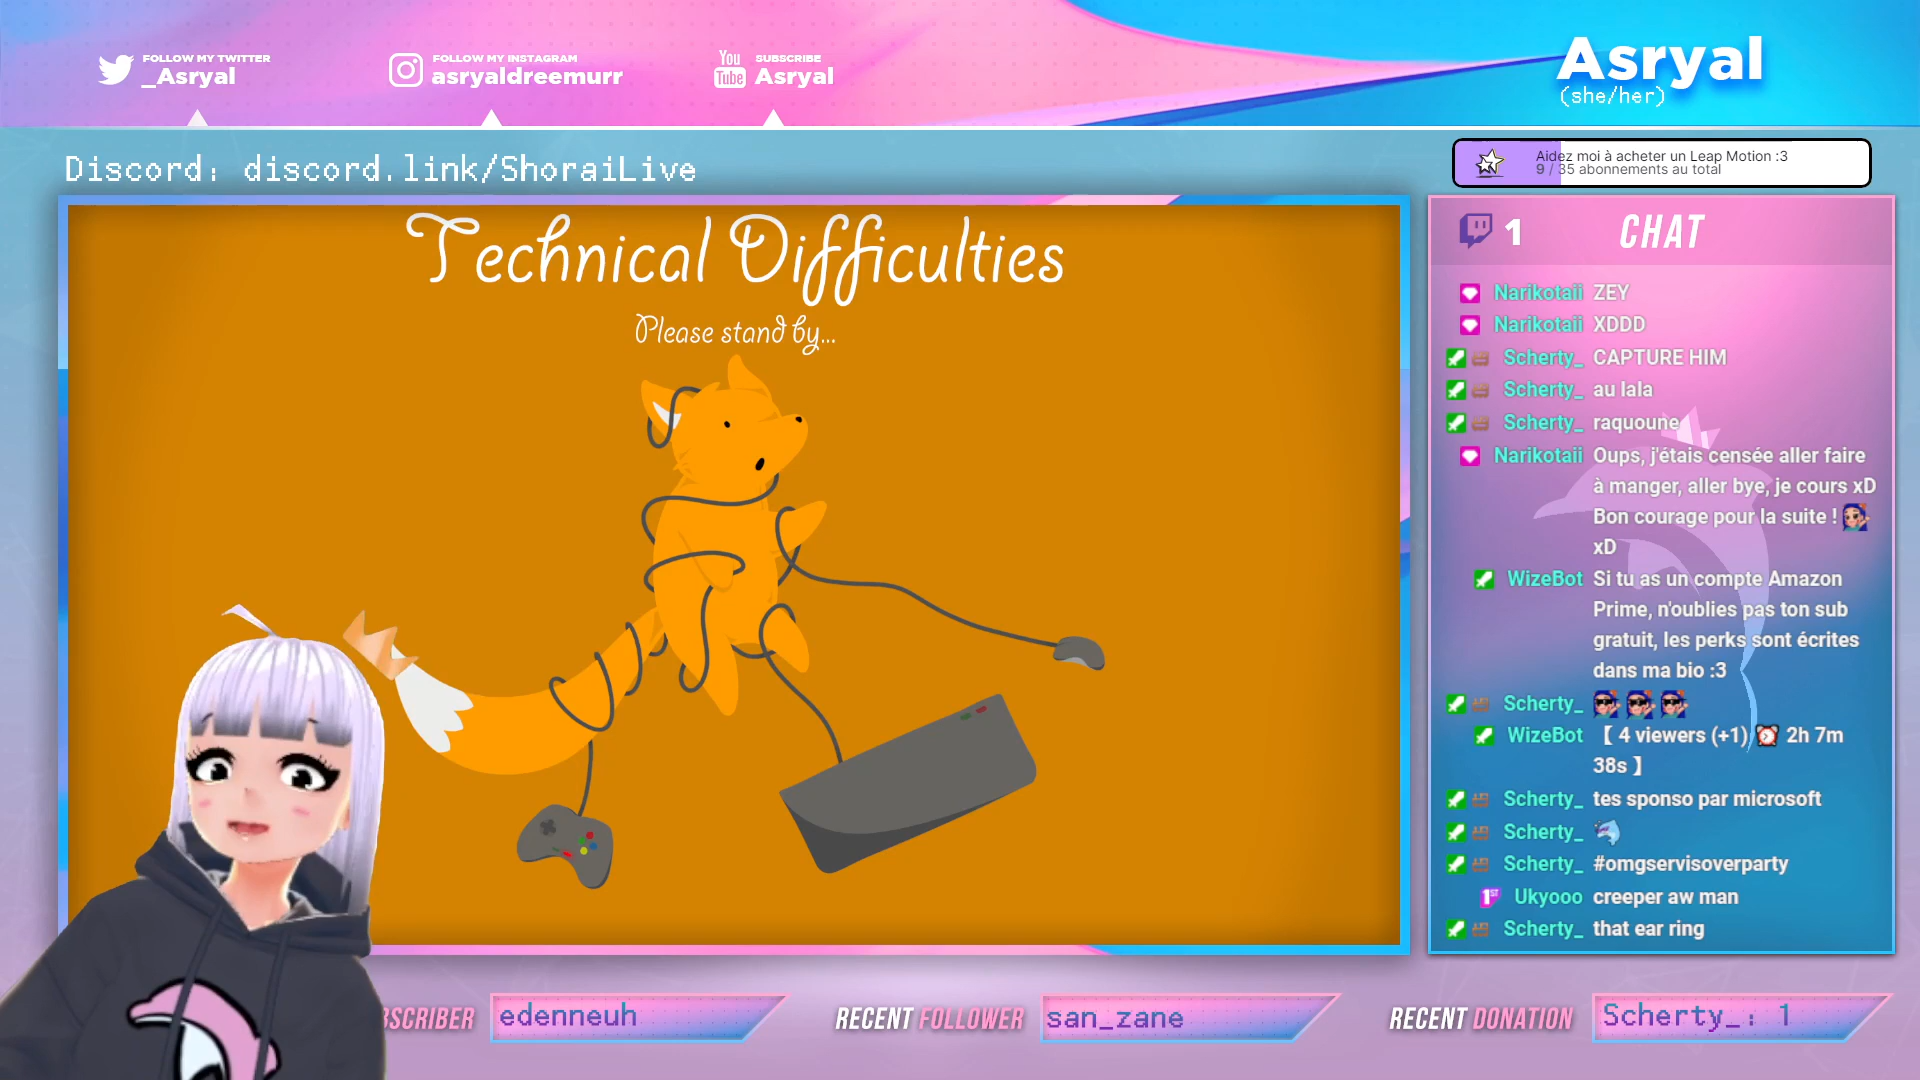 FOLLOW MY TWITTER
_Asryal
FOLLOW MY INSTAGRAM
asryaldreemurr
You
Tube
SUBSCRIBE
Asryal
Asryal
(she/her)
Discord: discord.link/ShoraiLive
Aidez moi à acheter un Leap Motion :3
9 / 35 abonnements au total
Technical Difficulties
Please stand by...
1
CHAT
Narikotaii ZEY
Narikotaii XDDD
Scherty_ CAPTURE HIM
Scherty_ au lala
Scherty_ raquoune
Narikotaii Oups, j'étais censée aller faire
à manger, aller bye, je cours xD
Bon courage pour la suite !
xD
WizeBot Si tu as un compte Amazon
Prime, n'oublies pas ton sub
gratuit, les perks sont écrites
dans ma bio :3
Scherty_
WizeBot 【 4 viewers (+1) ⏰ 2h 7m
38s 】
Scherty_ tes sponso par microsoft
Scherty_
Scherty_ #omgservisoverparty
1ST Ukyooo creeper aw man
Scherty_ that ear ring
BSCRIBER
edenneuh
RECENT FOLLOWER
san_zane
RECENT DONATION
Scherty_: 1